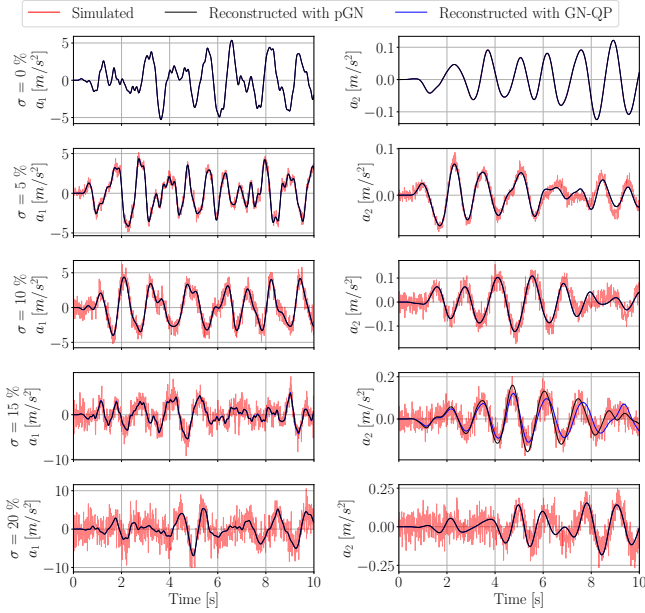 Simulated Reconstructed with pGN Reconstructed with GN-QP
σ = 0 %
a₁ [m/s²]
5
0
−5
a₂ [m/s²]
0.1
0.0
−0.1
σ = 5 %
a₁ [m/s²]
5
0
−5
a₂ [m/s²]
0.1
0.0
σ = 10 %
a₁ [m/s²]
5
0
−5
a₂ [m/s²]
0.1
0.0
−0.1
σ = 15 %
a₁ [m/s²]
0
−10
a₂ [m/s²]
0.2
0.0
−0.2
σ = 20 %
a₁ [m/s²]
10
0
−10
0 2 4 6 8 10
Time [s]
a₂ [m/s²]
0.25
0.00
−0.25
0 2 4 6 8 10
Time [s]